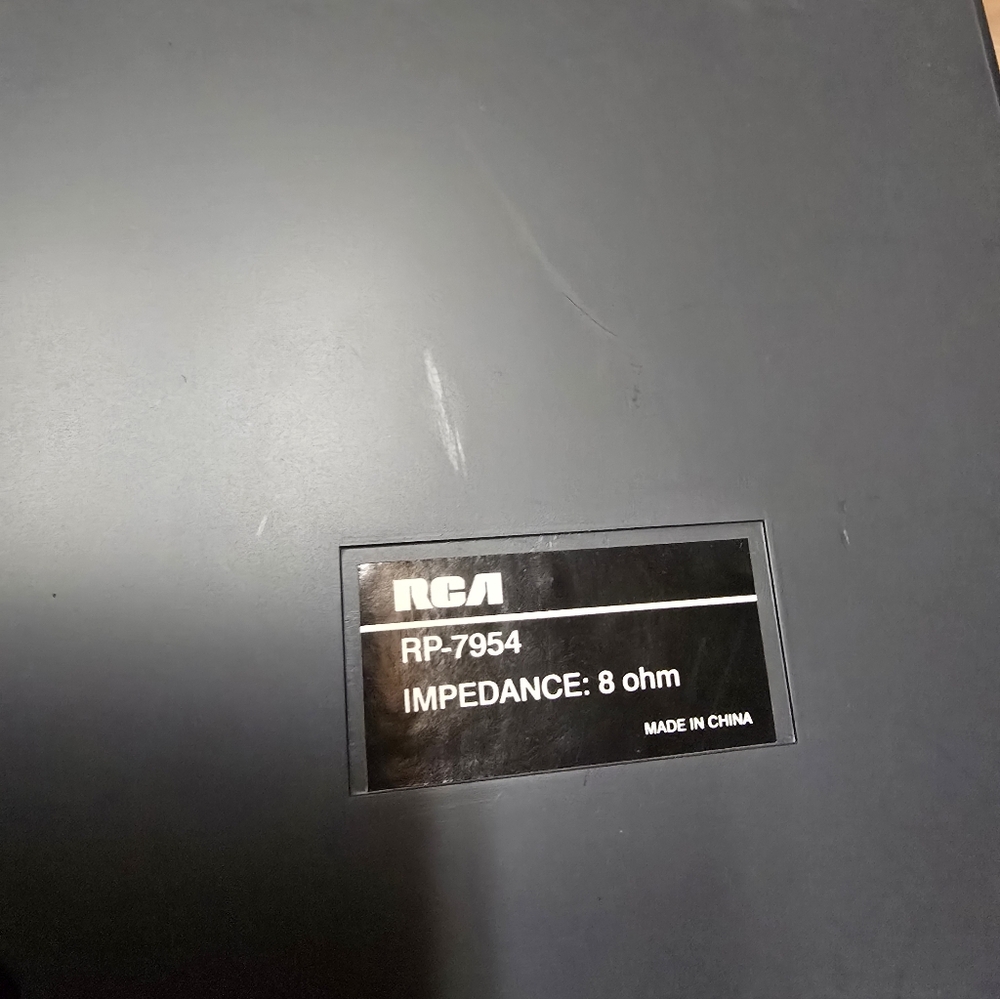 RCA
RP-7954
IMPEDANCE: 8 ohm
MADE IN CHINA